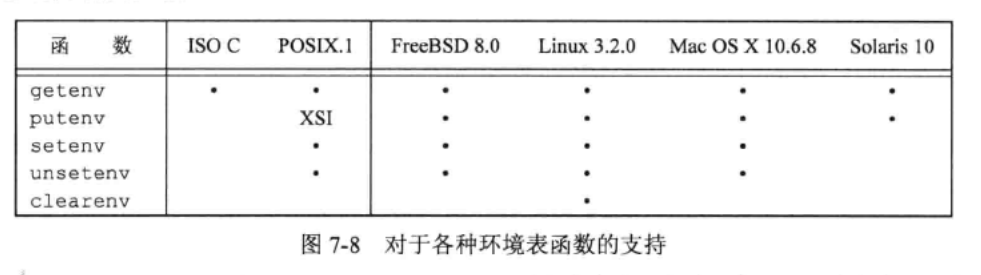 函 数 ISO C POSIX.1 FreeBSD 8.0 Linux 3.2.0 Mac OS X 10.6.8 Solaris 10
getenv • • • • • •
putenv XSI • • • •
setenv • • • •
unsetenv • • • •
clearenv •
图 7-8 对于各种环境表函数的支持